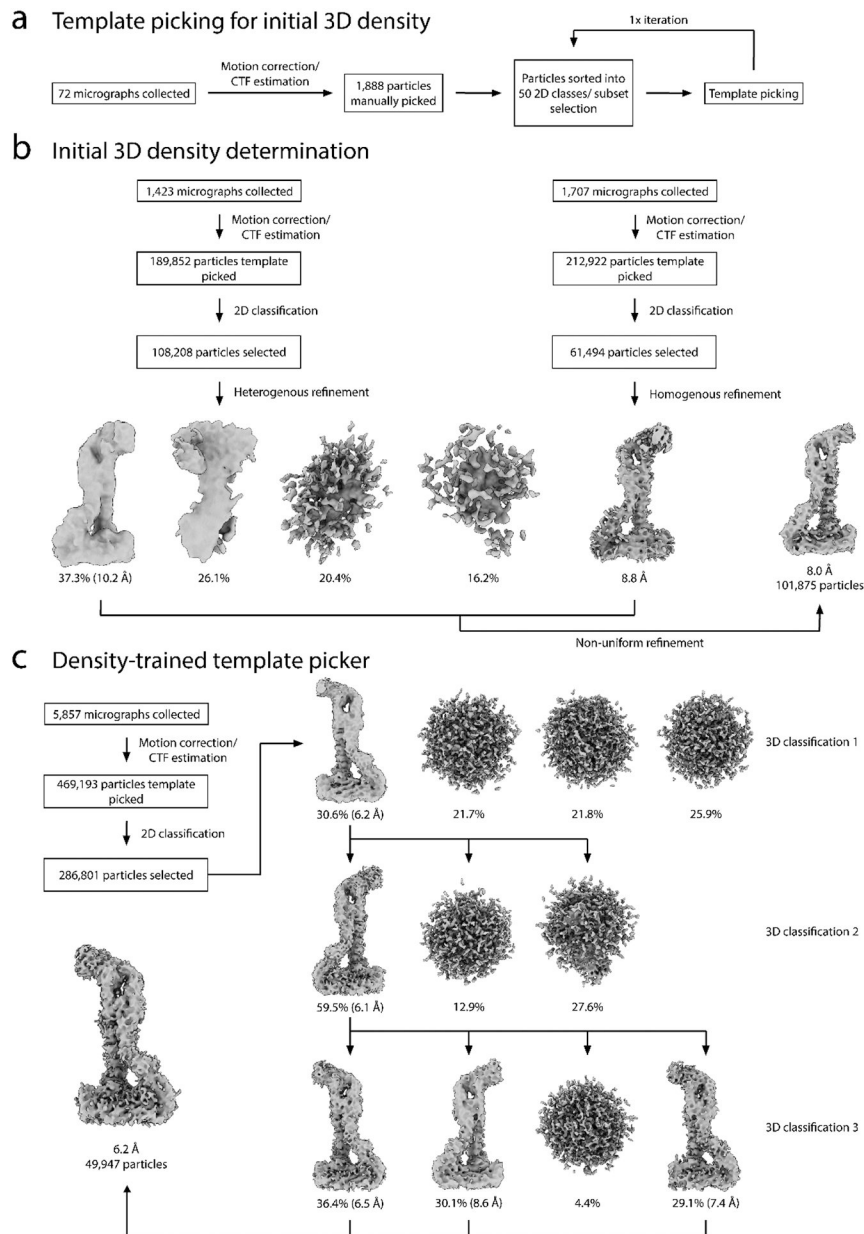 a Template picking for initial 3D density
1x iteration
Motion correction/
CTF estimation
72 micrographs collected
1,888 particles
manually picked
Particles sorted into
50 2D classes/ subset
selection
Template picking
b Initial 3D density determination
1,423 micrographs collected
Motion correction/
CTF estimation
189,852 particles template
picked
2D classification
108,208 particles selected
Heterogenous refinement
1,707 micrographs collected
Motion correction/
CTF estimation
212,922 particles template
picked
2D classification
61,494 particles selected
Homogenous refinement
37.3% (10.2 Å)
26.1%
20.4%
16.2%
8.8 Å
8.0 Å
101,875 particles
Non-uniform refinement
c Density-trained template picker
5,857 micrographs collected
Motion correction/
CTF estimation
469,193 particles template
picked
2D classification
286,801 particles selected
3D classification 1
30.6% (6.2 Å)
21.7%
21.8%
25.9%
3D classification 2
59.5% (6.1 Å)
12.9%
27.6%
3D classification 3
36.4% (6.5 Å)
30.1% (8.6 Å)
4.4%
29.1% (7.4 Å)
6.2 Å
49,947 particles